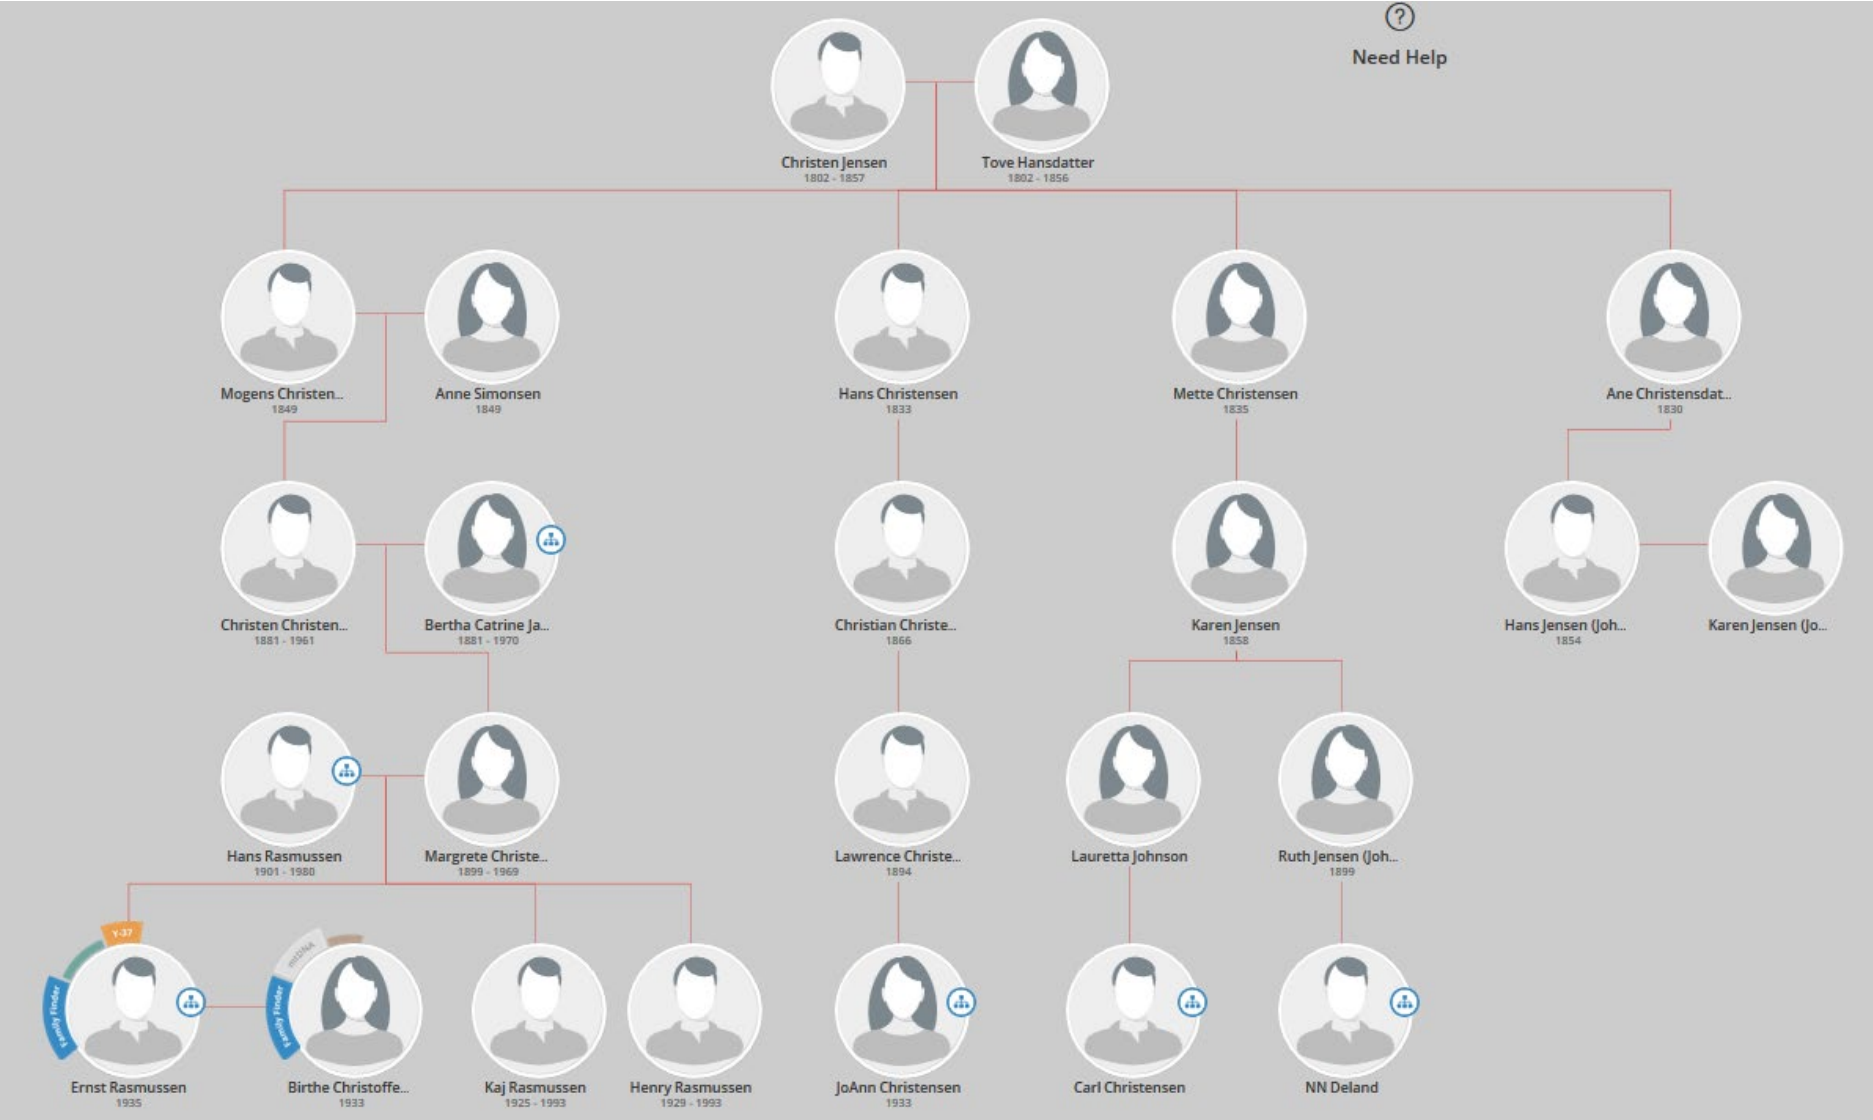 ?
Need Help
Christen Jensen
1802 - 1857
Tove Hansdatter
1802 - 1856
Mogens Christen...
1849
Anne Simonsen
1849
Hans Christensen
1833
Mette Christensen
1835
Ane Christensdat...
1830
Christen Christen...
1881 - 1961
Bertha Catrine Ja...
1881 - 1970
Christian Christe...
1866
Karen Jensen
1858
Hans Jensen (Joh...
1854
Karen Jensen (Jo...
Hans Rasmussen
1901 - 1980
Margrete Christe...
1899 - 1969
Lawrence Christe...
1894
Lauretta Johnson
Ruth Jensen (Joh...
1899
Y-37
Family Finder
Ernst Rasmussen
1935
mtDNA
Family Finder
Birthe Christoffe...
1933
Kaj Rasmussen
1925 - 1993
Henry Rasmussen
1929 - 1993
JoAnn Christensen
1933
Carl Christensen
NN Deland